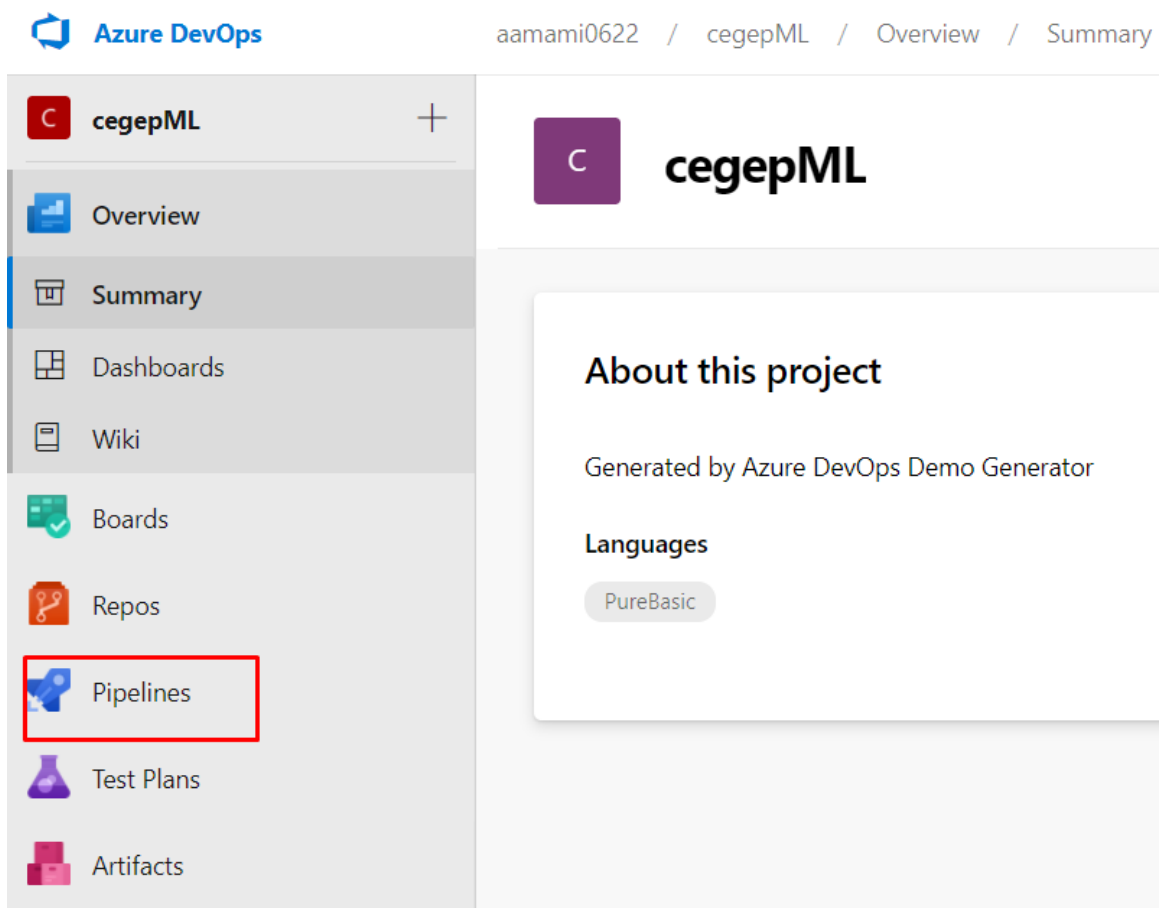 Azure DevOps
aamami0622 / cegepML / Overview / Summary
C cegepML +
Overview
Summary
Dashboards
Wiki
Boards
Repos
Pipelines
Test Plans
Artifacts
C cegepML
About this project
Generated by Azure DevOps Demo Generator
Languages
PureBasic